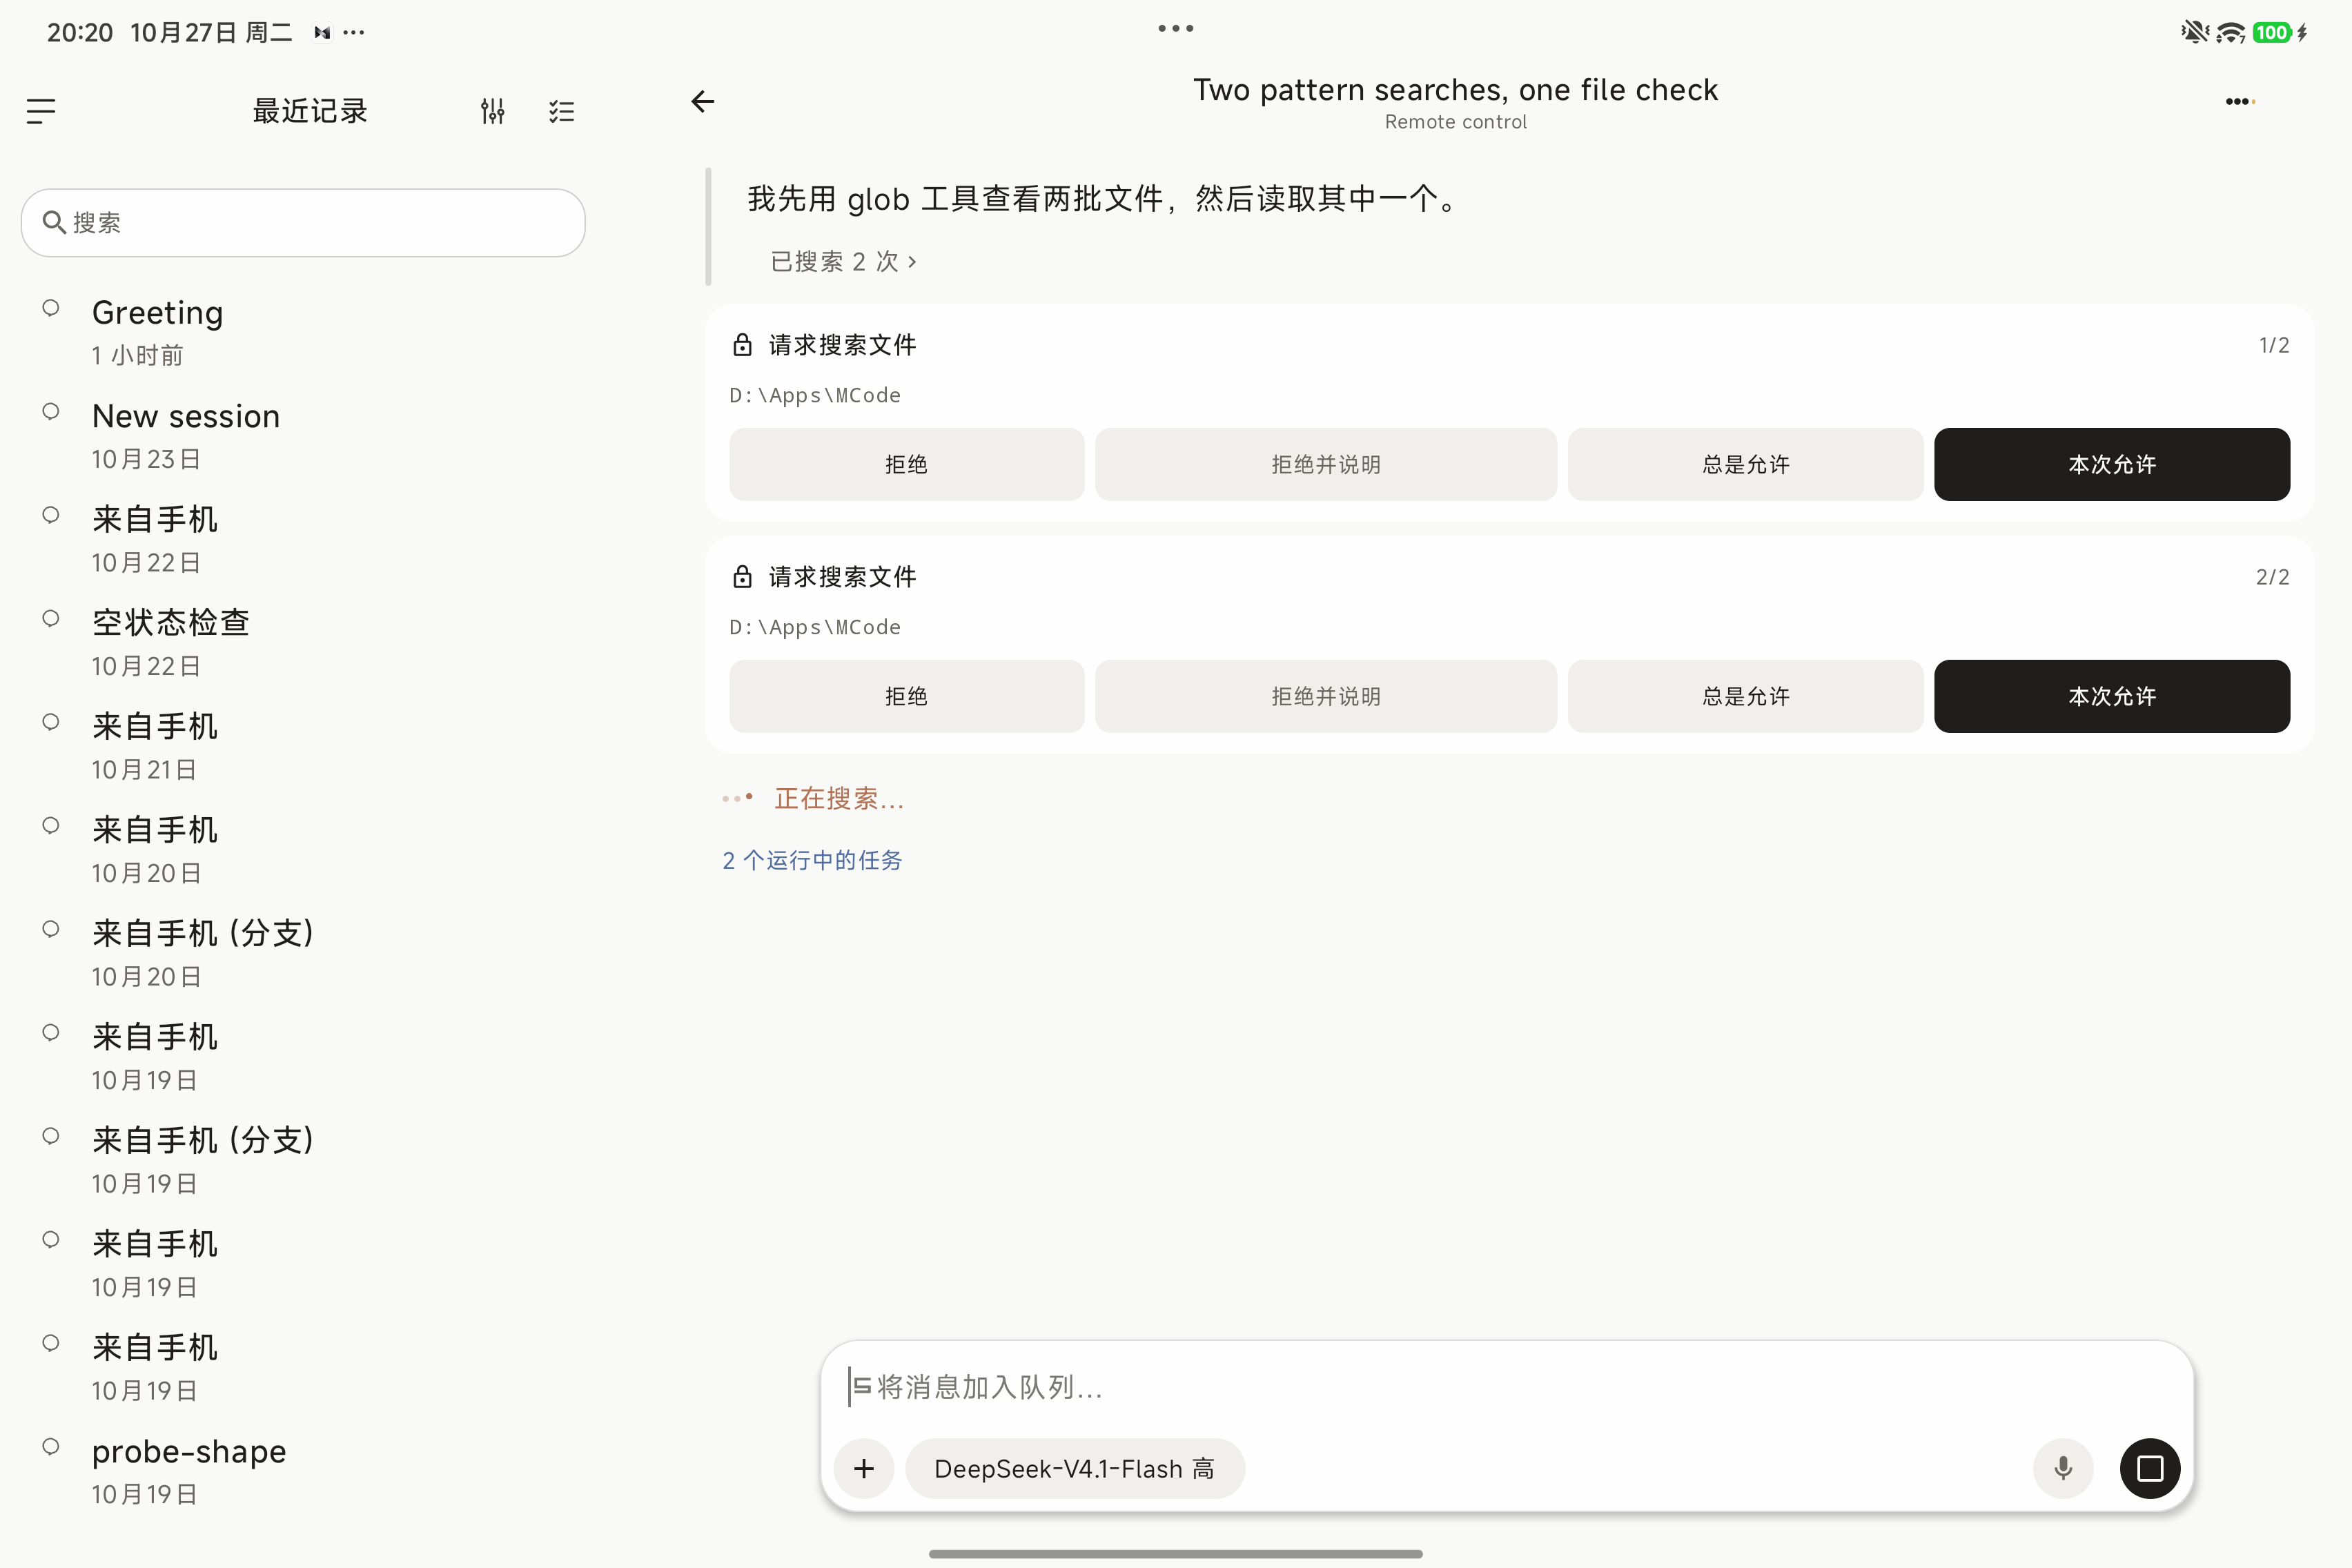 20:20 10月27日 周二
100
最近记录
搜索
Greeting
1 小时前
New session
10月23日
来自手机
10月22日
空状态检查
10月22日
来自手机
10月21日
来自手机
10月20日
来自手机 (分支)
10月20日
来自手机
10月19日
来自手机 (分支)
10月19日
来自手机
10月19日
来自手机
10月19日
probe-shape
10月19日
Two pattern searches, one file check
Remote control
我先用 glob 工具查看两批文件，然后读取其中一个。
已搜索 2 次
请求搜索文件 1/2
D:\Apps\MCode
拒绝 拒绝并说明 总是允许 本次允许
请求搜索文件 2/2
D:\Apps\MCode
拒绝 拒绝并说明 总是允许 本次允许
正在搜索…
2 个运行中的任务
将消息加入队列…
DeepSeek-V4.1-Flash 高